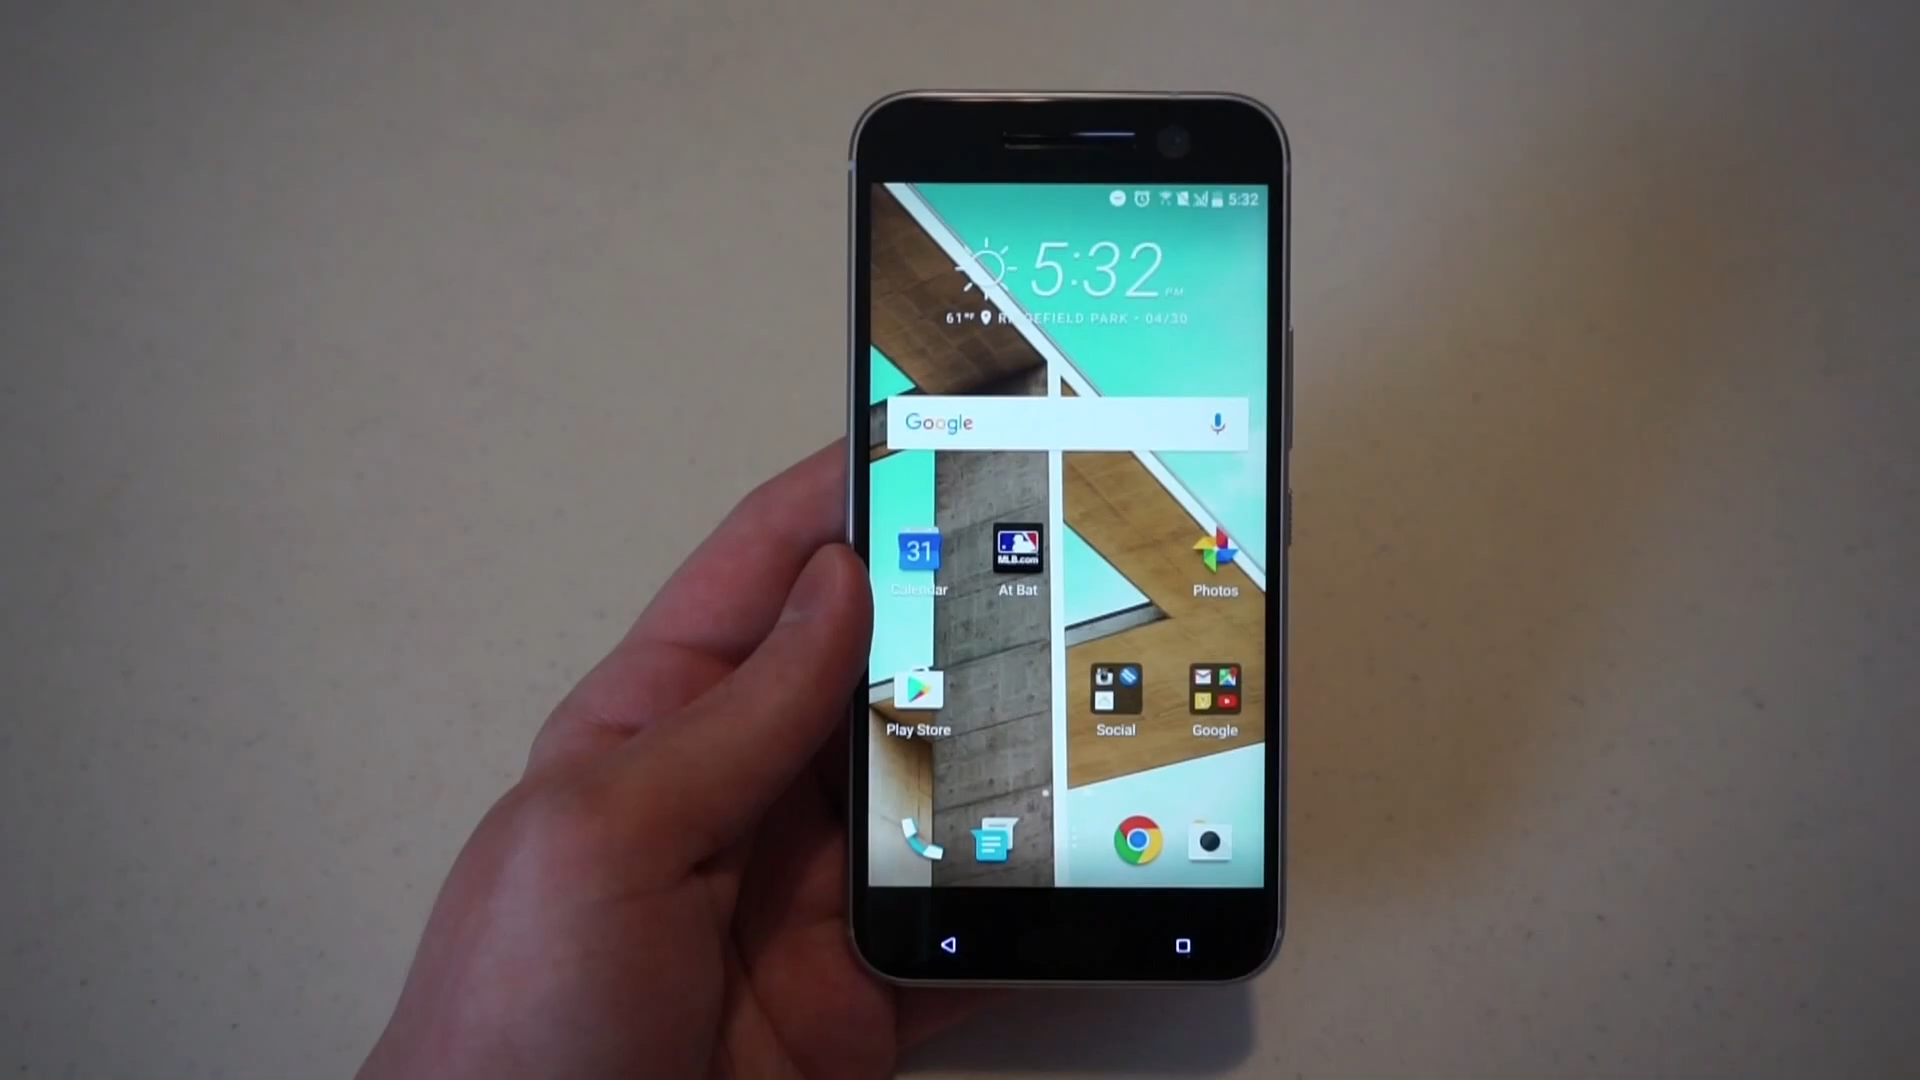 5:32
5:32 PM
61°F RIDGEFIELD PARK · 04/30
Google
31
MLB.com
Calendar
At Bat
Photos
Play Store
Social
Google